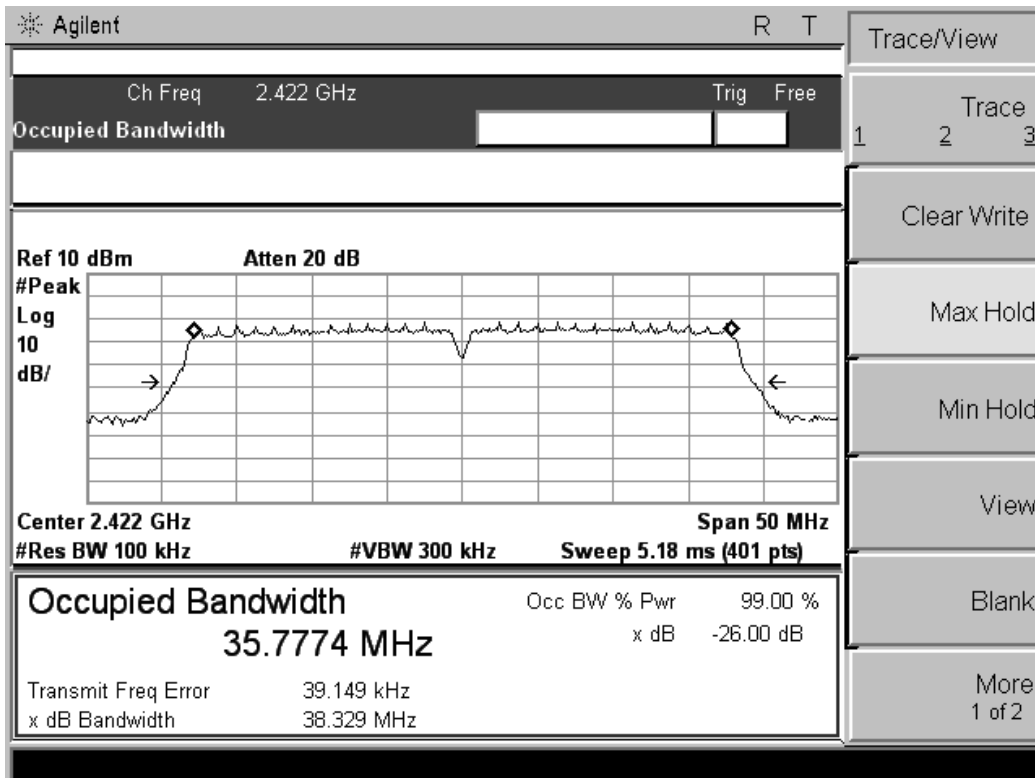 Agilent R T
Ch Freq 2.422 GHz Trig Free
Occupied Bandwidth
Ref 10 dBm Atten 20 dB
#Peak
Log
10
dB/
Center 2.422 GHz Span 50 MHz
#Res BW 100 kHz #VBW 300 kHz Sweep 5.18 ms (401 pts)
Occupied Bandwidth Occ BW % Pwr 99.00 %
35.7774 MHz x dB -26.00 dB
Transmit Freq Error 39.149 kHz
x dB Bandwidth 38.329 MHz
Trace/View
Trace
1 2 3
Clear Write
Max Hold
Min Hold
View
Blank
More
1 of 2